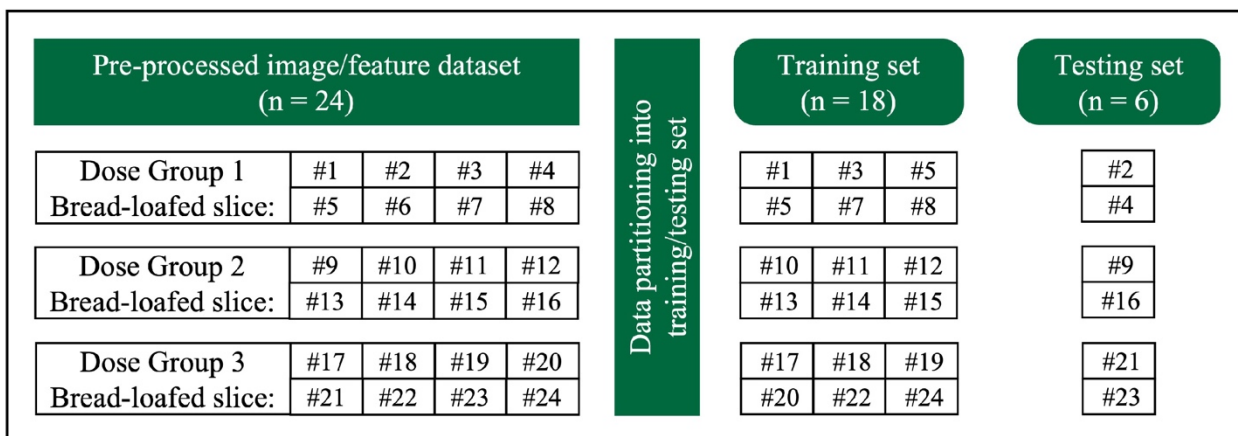 Pre-processed image/feature dataset
(n = 24)
Data partitioning into
training/testing set
Training set
(n = 18)
Testing set
(n = 6)
Dose Group 1 #1 #2 #3 #4
Bread-loafed slice: #5 #6 #7 #8
#1 #3 #5
#5 #7 #8
#2
#4
Dose Group 2 #9 #10 #11 #12
Bread-loafed slice: #13 #14 #15 #16
#10 #11 #12
#13 #14 #15
#9
#16
Dose Group 3 #17 #18 #19 #20
Bread-loafed slice: #21 #22 #23 #24
#17 #18 #19
#20 #22 #24
#21
#23